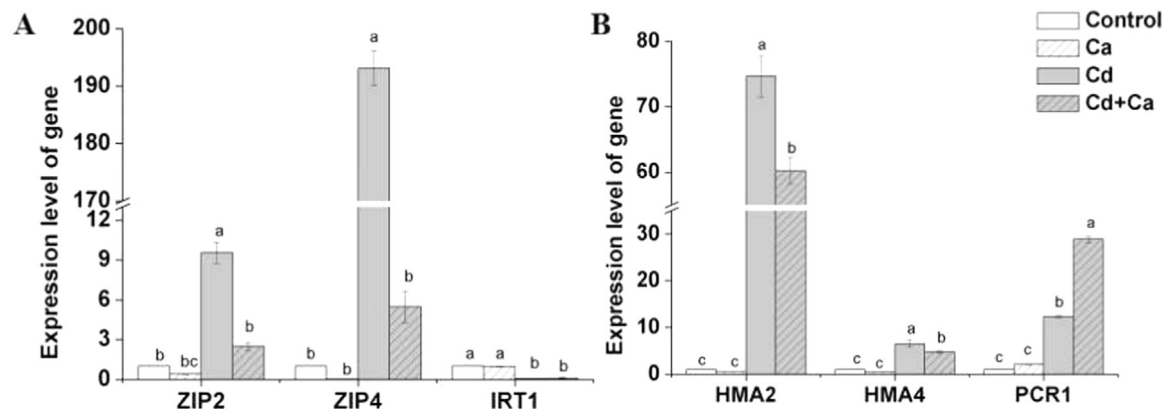 A
Expression level of gene
200
190
180
170
12
9
6
3
0
b bc a b
b b a b
a a b b
ZIP2 ZIP4 IRT1
B
Expression level of gene
80
70
60
30
20
10
0
c c a b
c c a b
c c b a
HMA2 HMA4 PCR1
Control
Ca
Cd
Cd+Ca